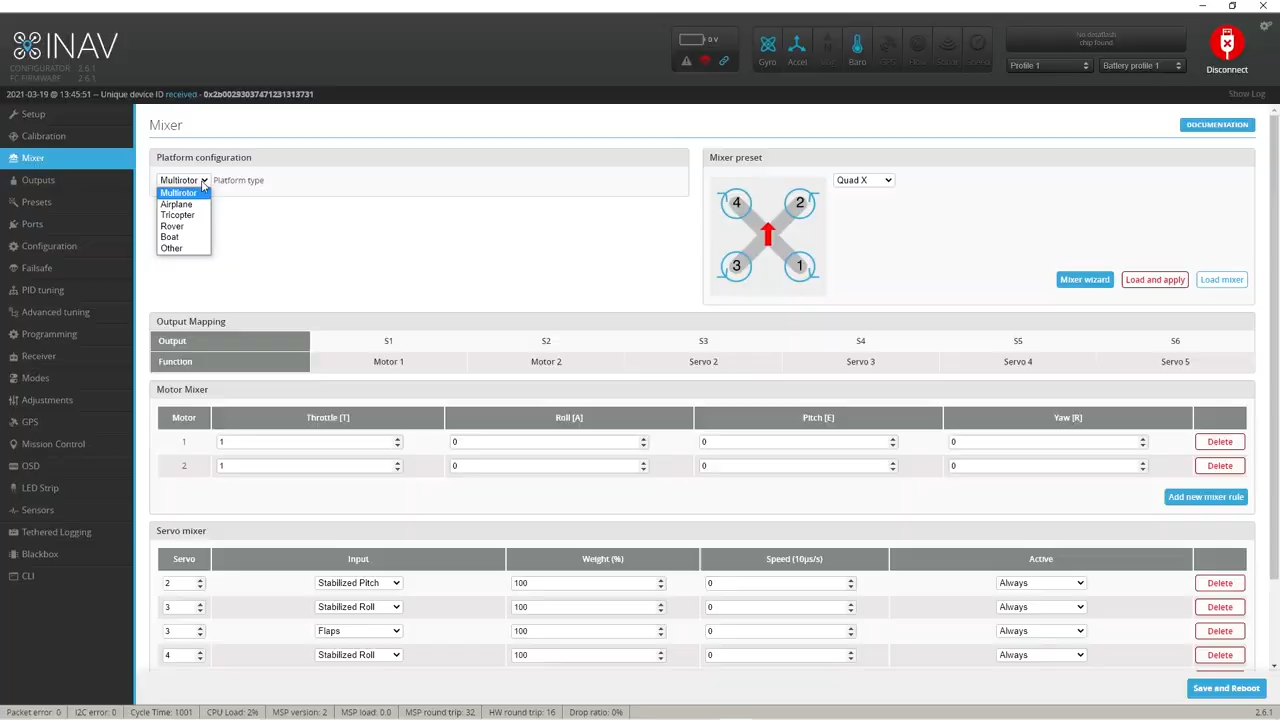 INAV
CONFIGURATOR 2.6.1
FC FIRMWARE 2.6.1
0 V
Gyro Accel Baro
No dataflash
chip found
Profile 1 Battery profile 1
Disconnect
2021-03-19 @ 13:45:51 -- Unique device ID received - 0x2b00293037471231313731
Show Log
Setup
Calibration
Mixer
Outputs
Presets
Ports
Configuration
Failsafe
PID tuning
Advanced tuning
Programming
Receiver
Modes
Adjustments
GPS
Mission Control
OSD
LED Strip
Sensors
Tethered Logging
Blackbox
CLI
Mixer
DOCUMENTATION
Platform configuration
Multirotor Platform type
Multirotor
Airplane
Tricopter
Rover
Boat
Other
Mixer preset
Quad X
4 2
3 1
Mixer wizard Load and apply Load mixer
Output Mapping
Output S1 S2 S3 S4 S5 S6
Function Motor 1 Motor 2 Servo 2 Servo 3 Servo 4 Servo 5
Motor Mixer
Motor Throttle [T] Roll [A] Pitch [E] Yaw [R]
1 1 0 0 0 Delete
2 1 0 0 0 Delete
Add new mixer rule
Servo mixer
Servo Input Weight (%) Speed (10µs/s) Active
2 Stabilized Pitch 100 0 Always Delete
3 Stabilized Roll 100 0 Always Delete
3 Flaps 100 0 Always Delete
4 Stabilized Roll 100 0 Always Delete
Save and Reboot
Packet error: 0 I2C error: 0 Cycle Time: 1001 CPU Load: 2% MSP version: 2 MSP load: 0.0 MSP round trip: 32 HW round trip: 16 Drop ratio: 0% 2.6.1